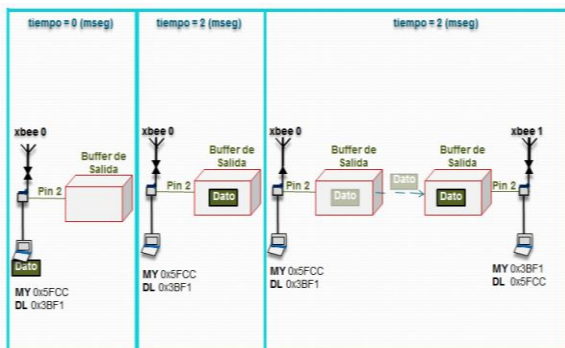 tiempo = 0 (mseg)
xbee 0
Buffer de
Salida
Pin 2
Dato
MY 0x5FCC
DL 0x3BF1
tiempo = 2 (mseg)
xbee 0
Buffer de
Salida
Pin 2
Dato
MY 0x5FCC
DL 0x3BF1
tiempo = 2 (mseg)
xbee 0
xbee 1
Buffer de
Salida
Buffer de
Salida
Dato
Pin 2
Dato
Dato
Pin 2
MY 0x5FCC
DL 0x3BF1
MY 0x3BF1
DL 0x5FCC